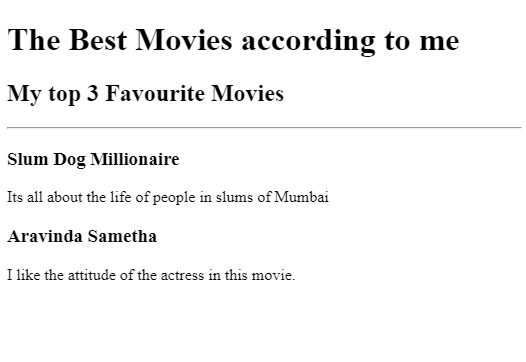 The Best Movies according to me
My top 3 Favourite Movies
Slum Dog Millionaire
Its all about the life of people in slums of Mumbai
Aravinda Sametha
I like the attitude of the actress in this movie.